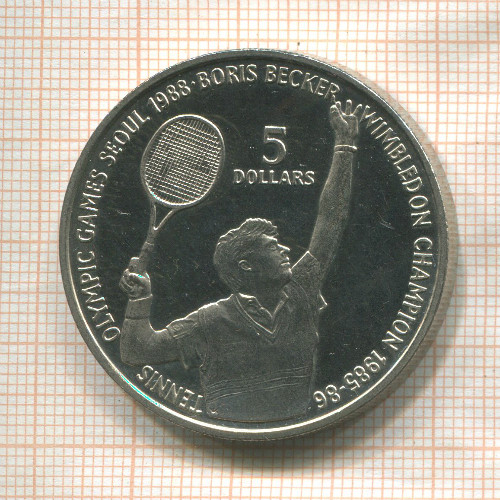 TENNIS OLYMPIC GAMES SEOUL 1988 · BORIS BECKER WIMBLEDON CHAMPION 1985-86
5
DOLLARS